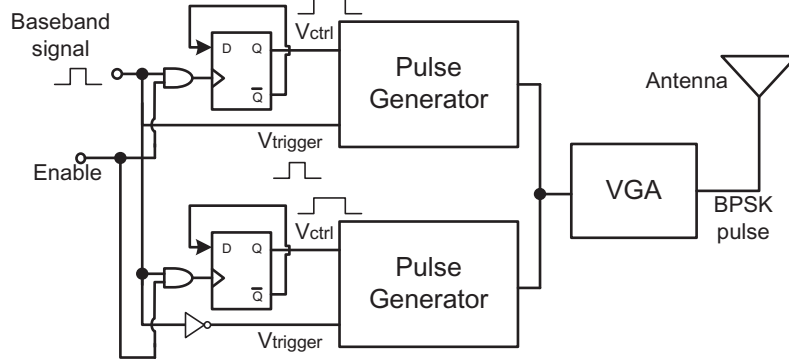 Baseband
signal
Enable
D Q
Q
Vctrl
Vtrigger
Pulse
Generator
D Q
Q
Vctrl
Vtrigger
Pulse
Generator
VGA
Antenna
BPSK
pulse